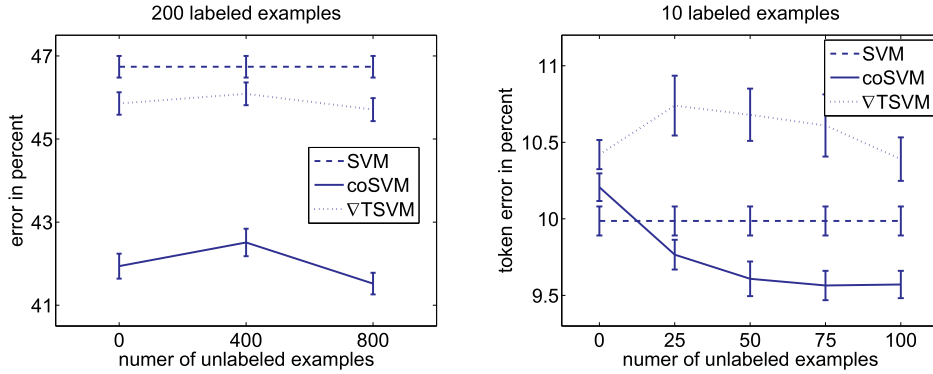 200 labeled examples
error in percent
47
45
43
41
SVM
coSVM
∇TSVM
0 400 800
numer of unlabeled examples
10 labeled examples
token error in percent
11
10.5
10
9.5
SVM
coSVM
∇TSVM
0 25 50 75 100
numer of unlabeled examples